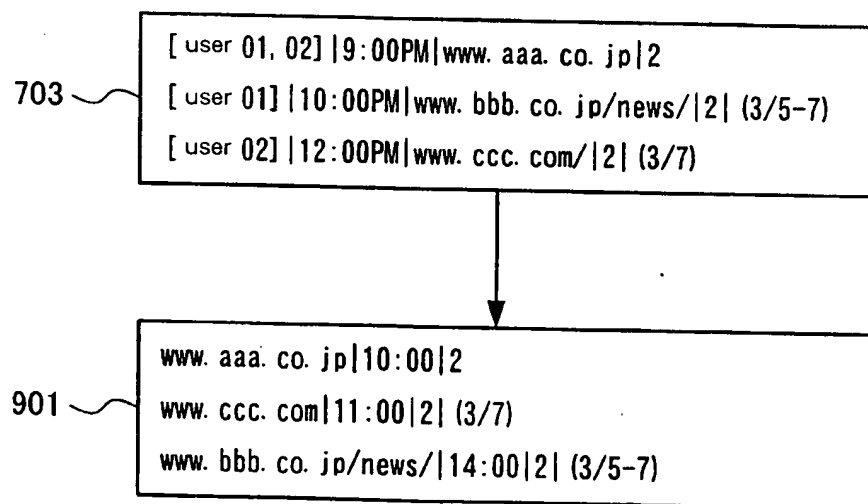 [ user 01, 02] |9:00PM|www. aaa. co. jp|2
703
[ user 01] |10:00PM|www. bbb. co. jp/news/|2| (3/5-7)
[ user 02] |12:00PM|www. ccc. com/|2| (3/7)
www. aaa. co. jp|10:00|2
901
www. ccc. com|11:00|2| (3/7)
www. bbb. co. jp/news/|14:00|2| (3/5-7)